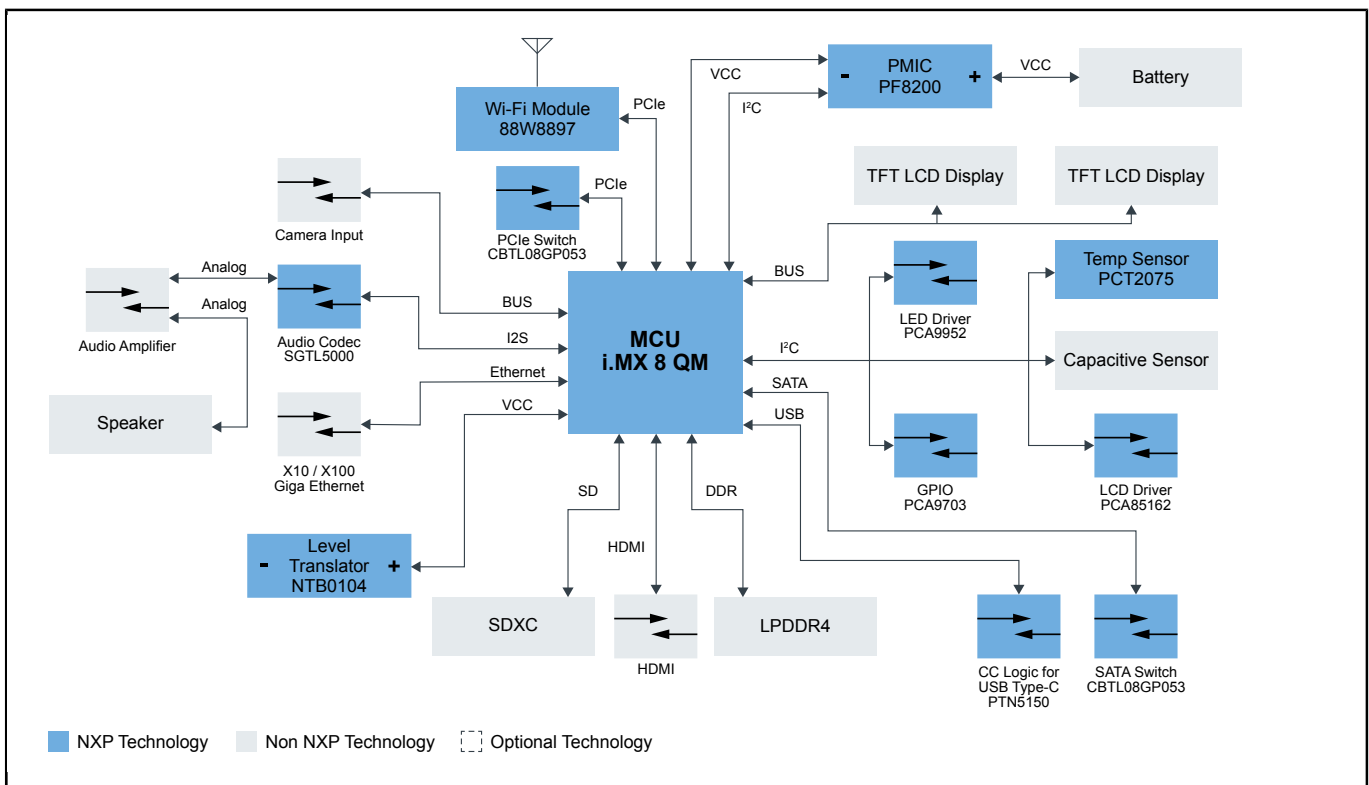 VCC
PMIC
- +
PF8200
VCC
Battery
I²C
Wi-Fi Module
88W8897
PCIe
PCIe
PCIe Switch
CBTL08GP053
Camera Input
TFT LCD Display
TFT LCD Display
Analog
Analog
Audio Amplifier
Audio Codec
SGTL5000
BUS
I2S
Ethernet
VCC
MCU
i.MX 8 QM
BUS
I²C
SATA
USB
LED Driver
PCA9952
Temp Sensor
PCT2075
Capacitive Sensor
Speaker
X10 / X100
Giga Ethernet
GPIO
PCA9703
LCD Driver
PCA85162
SD
HDMI
DDR
Level
- Translator +
NTB0104
SDXC
HDMI
LPDDR4
CC Logic for
USB Type-C
PTN5150
SATA Switch
CBTL08GP053
NXP Technology
Non NXP Technology
Optional Technology